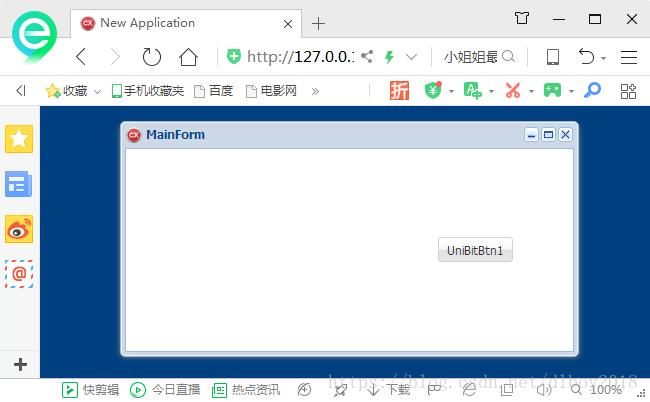 New Application
http://127.0.0.1 小姐姐最
收藏 手机收藏夹 百度 电影网 »
折
MainForm
UniBitBtn1
快剪辑 今日直播 热点资讯 下载 100%
https://blog.csdn.net/dlboy2018